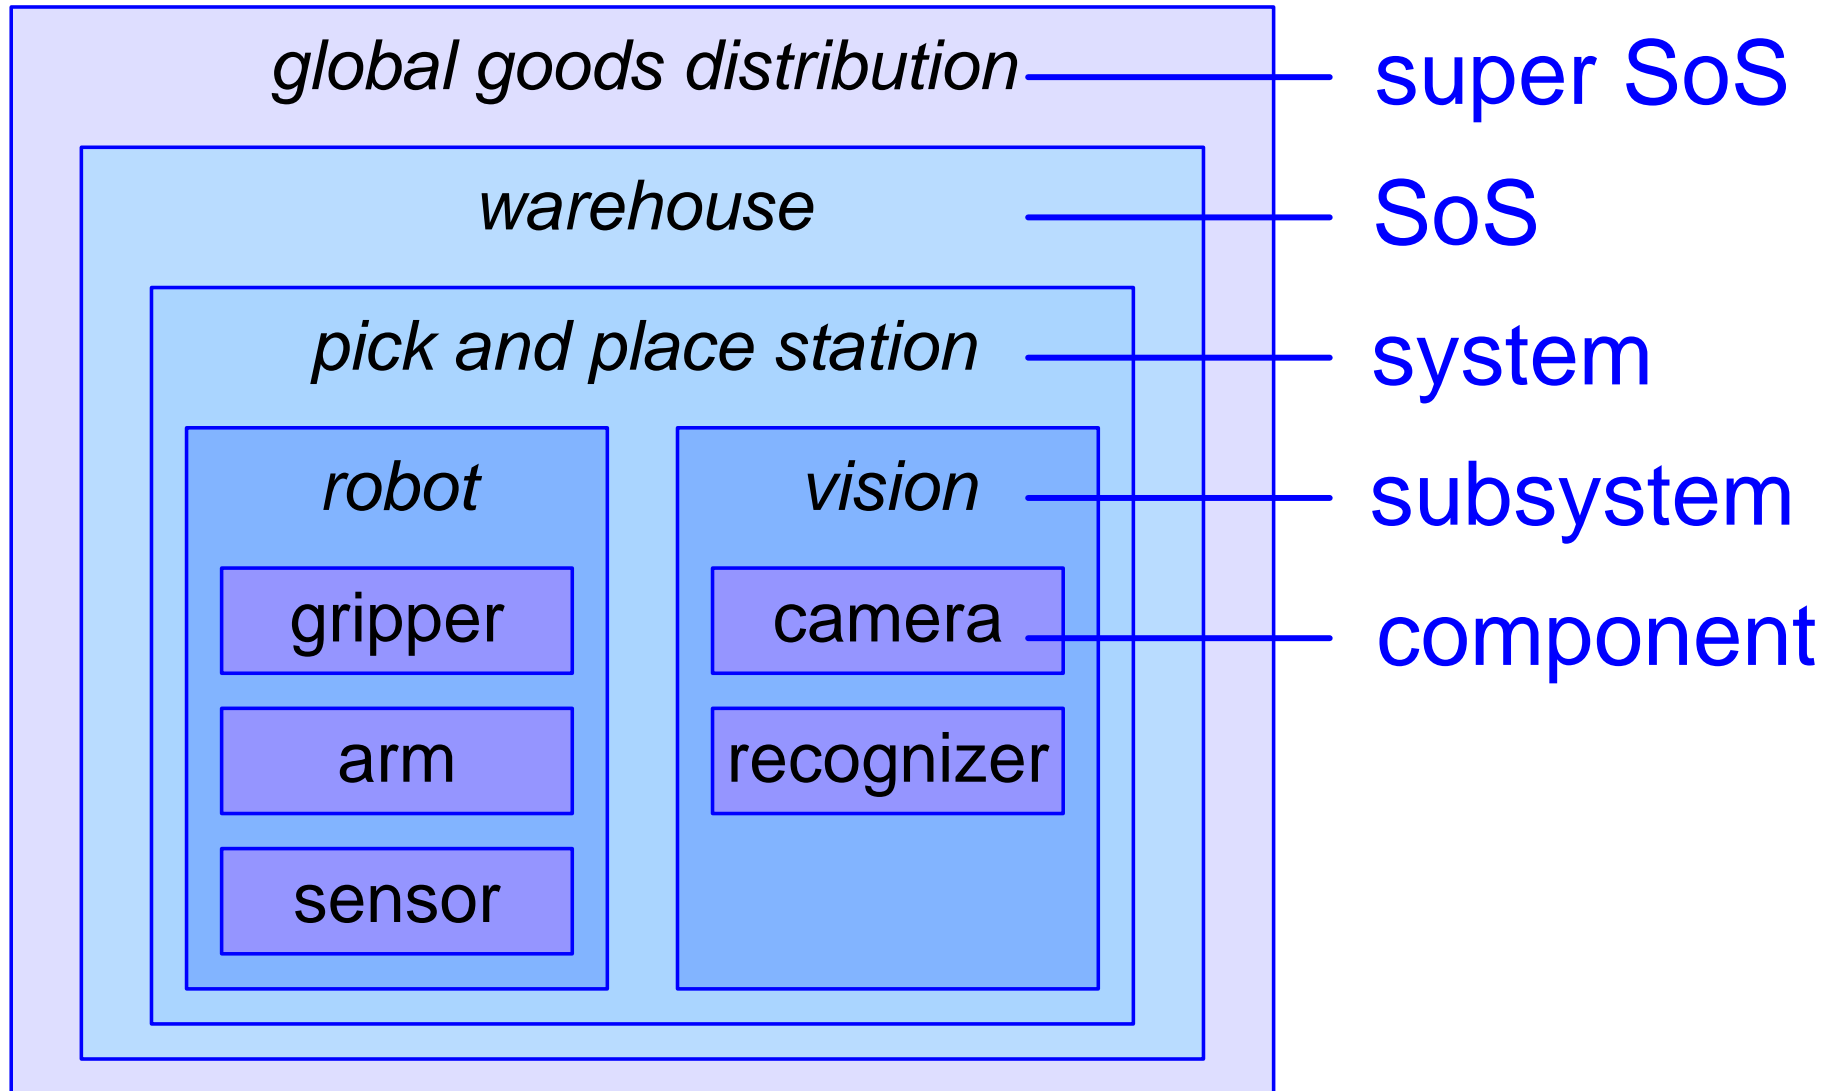 global goods distribution
super SoS
warehouse
SoS
pick and place station
system
robot
vision
subsystem
gripper
camera
component
arm
recognizer
sensor